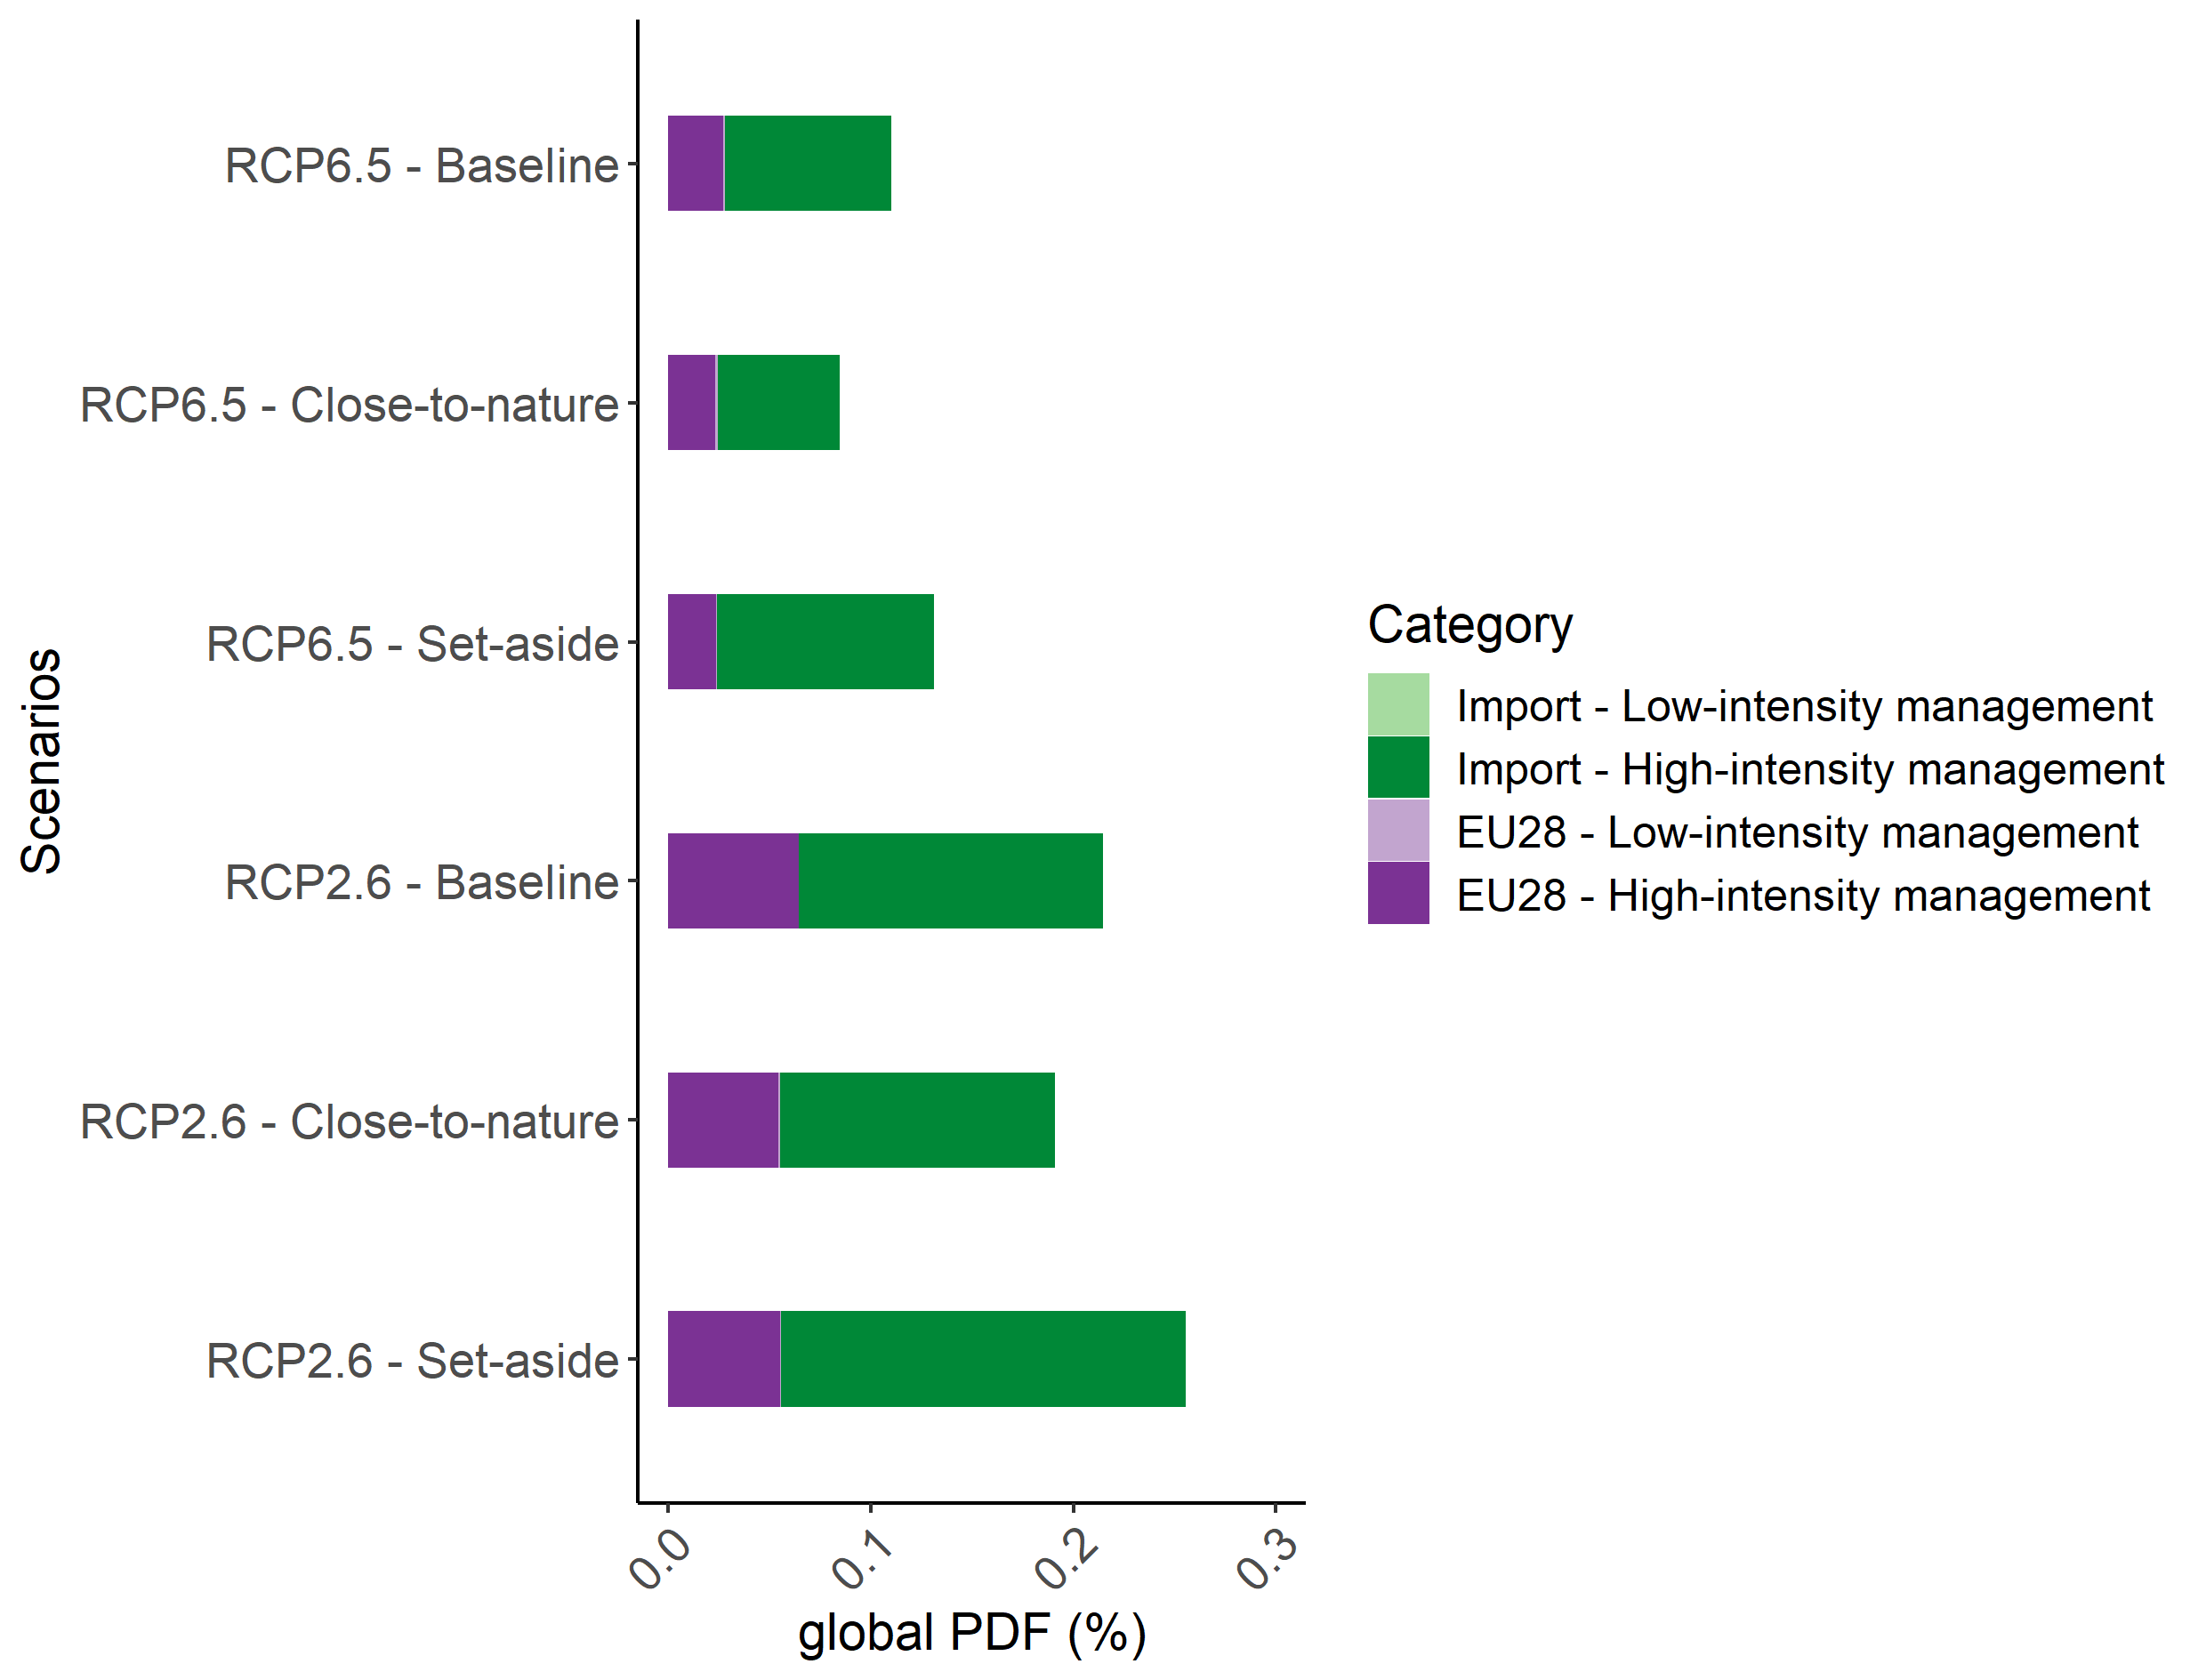 RCP6.5 - Baseline
RCP6.5 - Close-to-nature
RCP6.5 - Set-aside
RCP2.6 - Baseline
RCP2.6 - Close-to-nature
RCP2.6 - Set-aside
Scenarios
0.0
0.1
0.2
0.3
global PDF (%)
Category
Import - Low-intensity management
Import - High-intensity management
EU28 - Low-intensity management
EU28 - High-intensity management